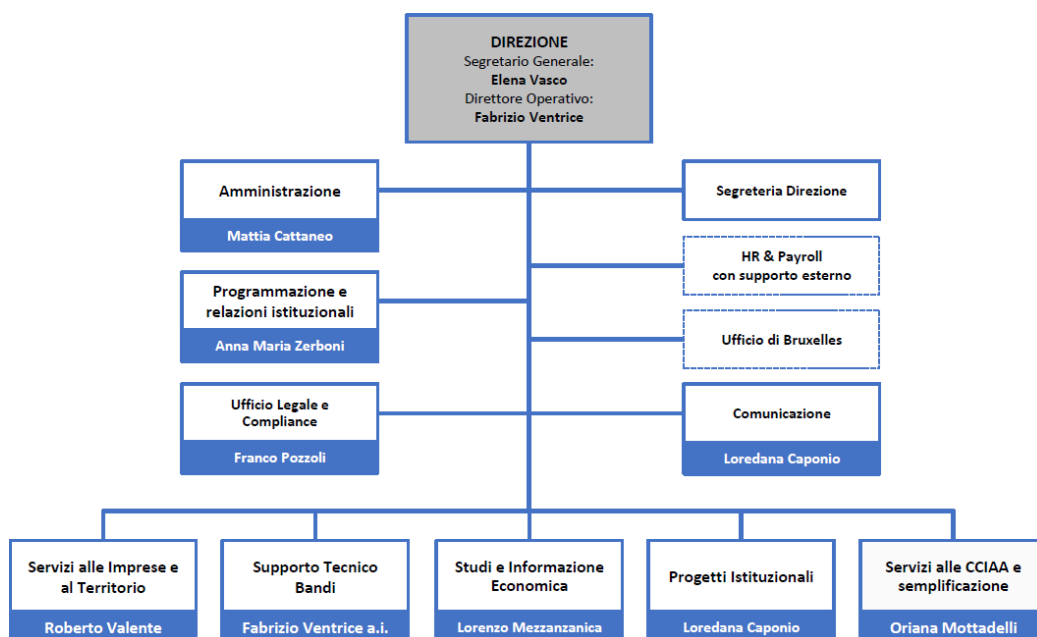 DIREZIONE
Segretario Generale:
Elena Vasco
Direttore Operativo:
Fabrizio Ventrice
Amministrazione
Mattia Cattaneo
Segreteria Direzione
HR & Payroll
con supporto esterno
Programmazione e
relazioni istituzionali
Anna Maria Zerboni
Ufficio di Bruxelles
Ufficio Legale e
Compliance
Franco Pozzoli
Comunicazione
Loredana Caponio
Servizi alle Imprese e
al Territorio
Roberto Valente
Supporto Tecnico
Bandi
Fabrizio Ventrice a.i.
Studi e Informazione
Economica
Lorenzo Mezzanzanica
Progetti Istituzionali
Loredana Caponio
Servizi alle CCIAA e
semplificazione
Oriana Mottadelli